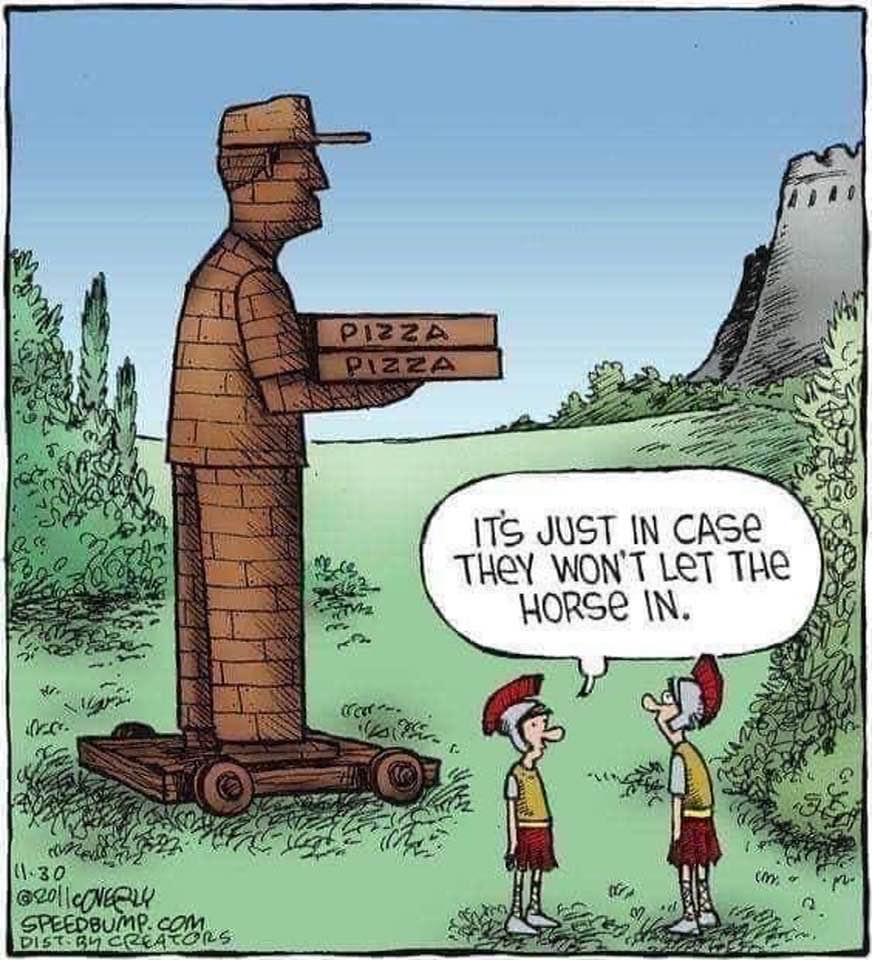 PIZZA
PIZZA
IT'S JUST IN CASE
THEY WON'T LET THE
HORSE IN.
11.30
©2011 COVERLY
SPEEDBUMP.COM
DIST. BY CREATORS